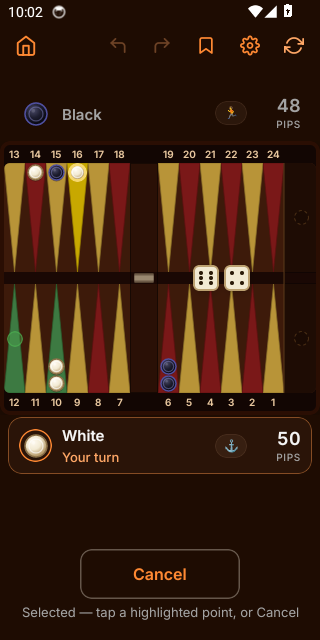 10:02
Black
48
PIPS
13 14 15 16 17 18 19 20 21 22 23 24
12 11 10 9 8 7 6 5 4 3 2 1
White
Your turn
50
PIPS
Cancel
Selected — tap a highlighted point, or Cancel